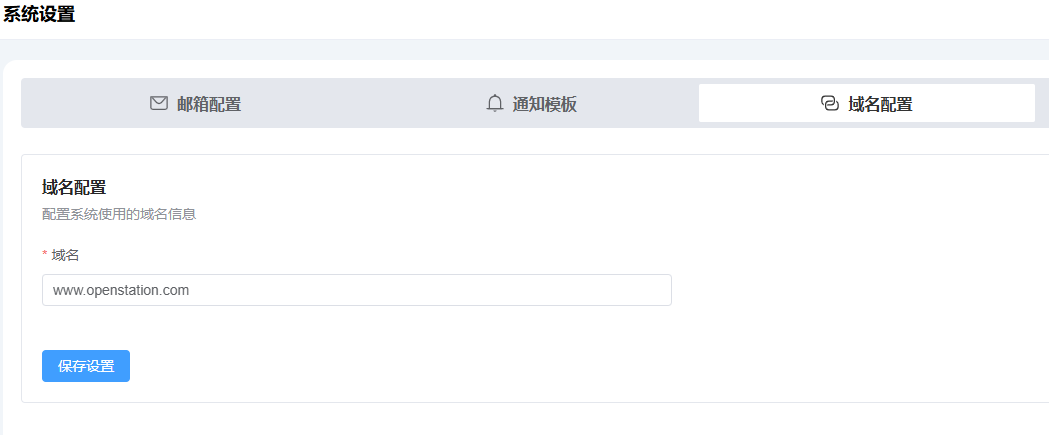 系统设置
邮箱配置
通知模板
域名配置
域名配置
配置系统使用的域名信息
* 域名
www.openstation.com
保存设置